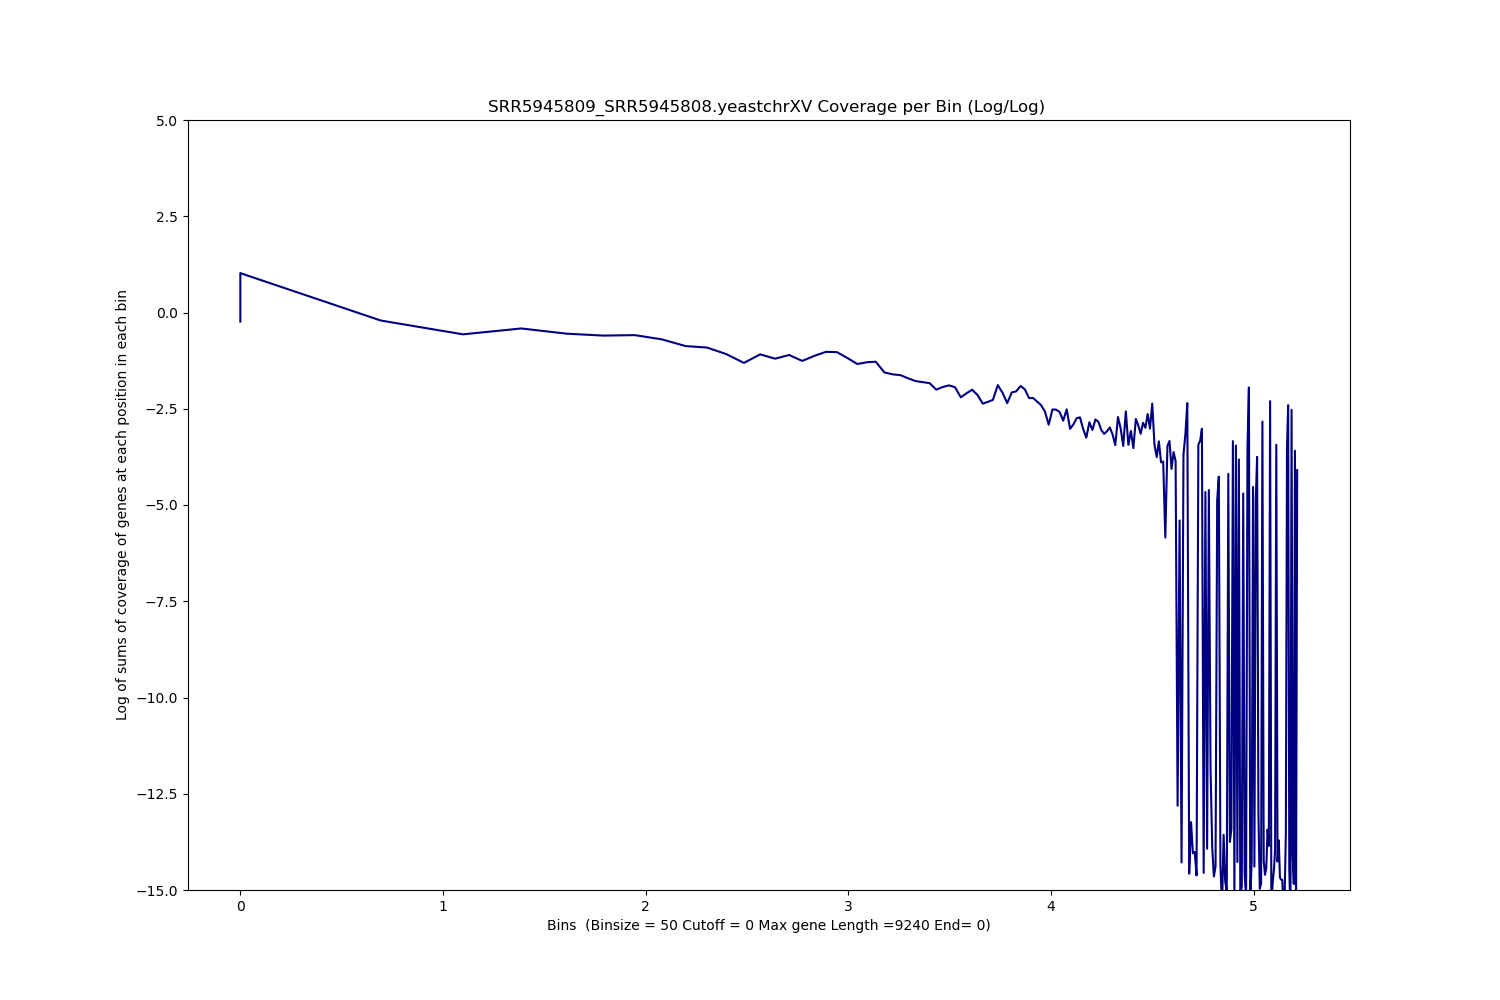 SRR5945809_SRR5945808.yeastchrXV Coverage per Bin (Log/Log)
Log of sums of coverage of genes at each position in each bin
5.0
2.5
0.0
−2.5
−5.0
−7.5
−10.0
−12.5
−15.0
0 1 2 3 4 5
Bins  (Binsize = 50 Cutoff = 0 Max gene Length =9240 End= 0)